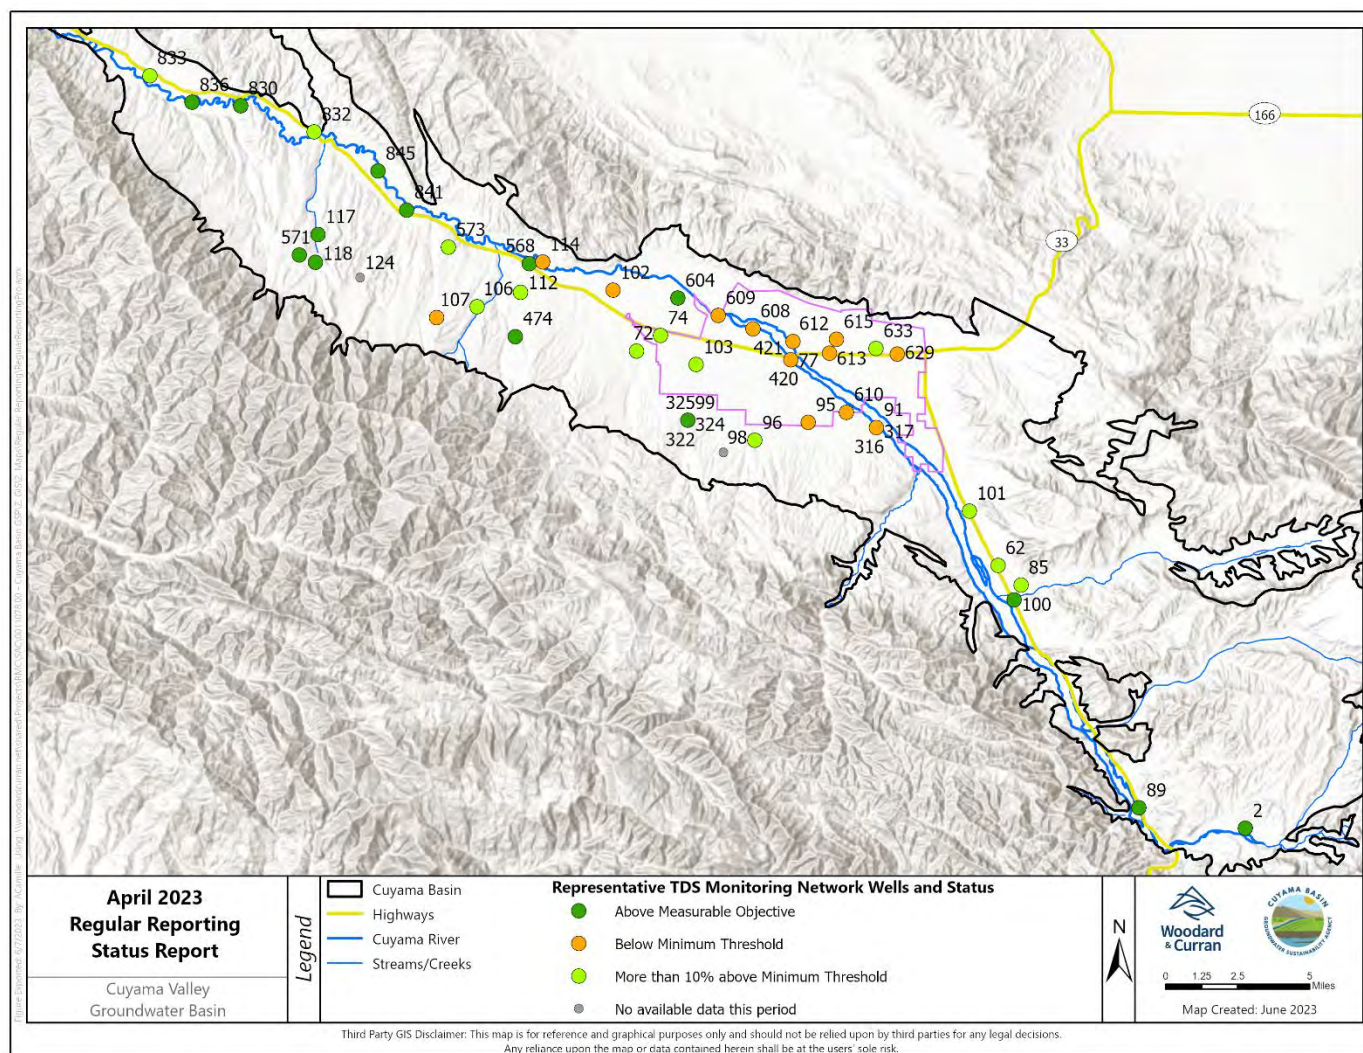 833
836
830
832
845
841
117
571
118
124
573
568
114
102
107
106
112
474
604
74
72
103
609
608
421
612
615
633
77
613
629
420
32599
324
322
98
96
95
610
91
317
316
101
62
85
100
89
2
166
33
April 2023
Regular Reporting
Status Report
Cuyama Valley
Groundwater Basin
Legend
Cuyama Basin
Highways
Cuyama River
Streams/Creeks
Representative TDS Monitoring Network Wells and Status
Above Measurable Objective
Below Minimum Threshold
More than 10% above Minimum Threshold
No available data this period
N
Woodard
& Curran
CUYAMA BASIN
GROUNDWATER SUSTAINABILITY AGENCY
0 1.25 2.5 5
Miles
Map Created: June 2023
Third Party GIS Disclaimer: This map is for reference and graphical purposes only and should not be relied upon by third parties for any legal decisions.
Any reliance upon the map or data contained herein shall be at the users' sole risk.